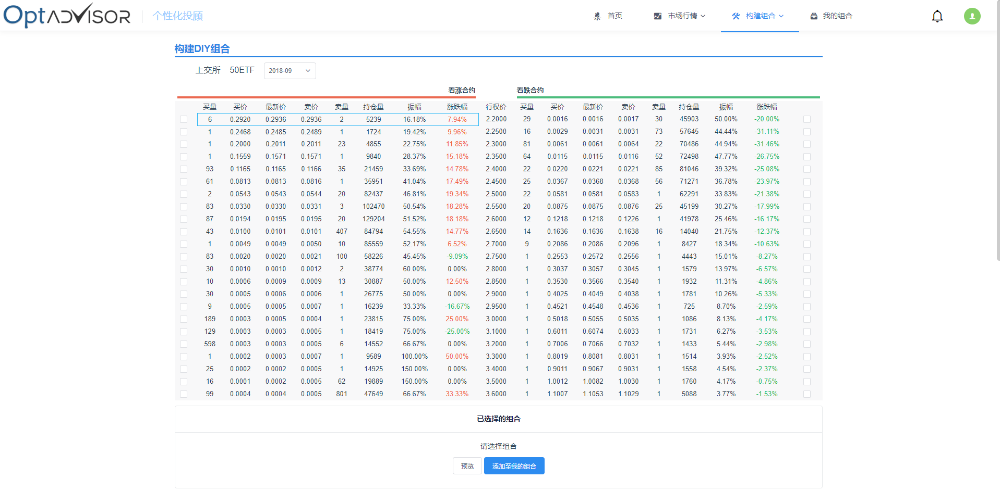 OptADVISOR 个性化投顾 首页 市场行情 构建组合 我的组合
构建DIY组合
上交所 50ETF 2018-09
看涨合约 看跌合约
买量 买价 最新价 卖价 卖量 持仓量 振幅 涨跌幅 行权价 买量 买价 最新价 卖价 卖量 持仓量 振幅 涨跌幅
6 0.2920 0.2936 0.2936 2 5239 16.18% 7.94% 2.2000 29 0.0016 0.0016 0.0017 30 45903 50.00% -20.00%
1 0.2468 0.2485 0.2489 1 1724 19.42% 9.96% 2.2500 16 0.0029 0.0031 0.0031 73 57645 44.44% -31.11%
1 0.2000 0.2011 0.2011 23 4855 22.75% 11.85% 2.3000 81 0.0061 0.0061 0.0064 22 70486 44.94% -31.46%
1 0.1559 0.1571 0.1571 1 9840 28.37% 15.18% 2.3500 64 0.0115 0.0115 0.0116 52 72498 47.77% -26.75%
93 0.1165 0.1165 0.1166 35 21459 33.69% 14.78% 2.4000 22 0.0220 0.0221 0.0221 85 81046 39.32% -25.08%
61 0.0813 0.0813 0.0816 1 35951 41.04% 17.49% 2.4500 25 0.0367 0.0368 0.0368 56 71271 36.78% -23.97%
2 0.0543 0.0543 0.0544 20 82437 46.81% 19.34% 2.5000 22 0.0581 0.0581 0.0583 1 62291 33.83% -21.38%
83 0.0330 0.0330 0.0331 3 102470 50.54% 18.28% 2.5500 20 0.0875 0.0875 0.0876 25 45199 30.27% -17.99%
87 0.0194 0.0195 0.0195 20 129204 51.52% 18.18% 2.6000 12 0.1218 0.1218 0.1226 1 41978 25.46% -16.17%
43 0.0100 0.0101 0.0101 407 84794 54.55% 14.77% 2.6500 14 0.1636 0.1636 0.1638 16 14040 21.75% -12.37%
1 0.0049 0.0049 0.0050 10 85559 52.17% 6.52% 2.7000 9 0.2086 0.2086 0.2096 1 8427 18.34% -10.63%
83 0.0020 0.0020 0.0021 100 58226 45.45% -9.09% 2.7500 1 0.2553 0.2572 0.2556 1 4443 15.01% -8.27%
30 0.0010 0.0010 0.0012 2 38774 60.00% 0.00% 2.8000 1 0.3037 0.3057 0.3045 1 1579 13.97% -6.57%
10 0.0006 0.0009 0.0009 13 30887 50.00% 12.50% 2.8500 1 0.3530 0.3566 0.3540 1 1932 11.31% -4.86%
30 0.0005 0.0006 0.0006 1 26775 50.00% 0.00% 2.9000 1 0.4025 0.4049 0.4038 1 1781 10.26% -5.33%
9 0.0005 0.0005 0.0007 1 16239 33.33% -16.67% 2.9500 1 0.4521 0.4548 0.4536 1 725 8.70% -2.59%
189 0.0003 0.0005 0.0004 1 23815 75.00% 25.00% 3.0000 1 0.5018 0.5055 0.5035 1 1086 8.13% -4.17%
129 0.0003 0.0003 0.0005 1 18419 75.00% -25.00% 3.1000 1 0.6011 0.6074 0.6033 1 1731 6.27% -3.53%
598 0.0003 0.0003 0.0005 6 14552 66.67% 0.00% 3.2000 1 0.7006 0.7066 0.7032 1 1433 5.44% -2.98%
1 0.0002 0.0003 0.0007 1 9589 100.00% 50.00% 3.3000 1 0.8019 0.8081 0.8031 1 1514 3.93% -2.52%
25 0.0002 0.0002 0.0005 1 14925 150.00% 0.00% 3.4000 1 0.9011 0.9067 0.9031 1 1558 4.54% -2.37%
16 0.0001 0.0002 0.0005 62 19889 150.00% 0.00% 3.5000 1 1.0012 1.0082 1.0030 1 1760 4.17% -0.75%
99 0.0004 0.0004 0.0005 801 47649 66.67% 33.33% 3.6000 1 1.1007 1.1053 1.1029 1 5088 3.77% -1.53%
已选择的组合
请选择组合
预览 添加至我的组合